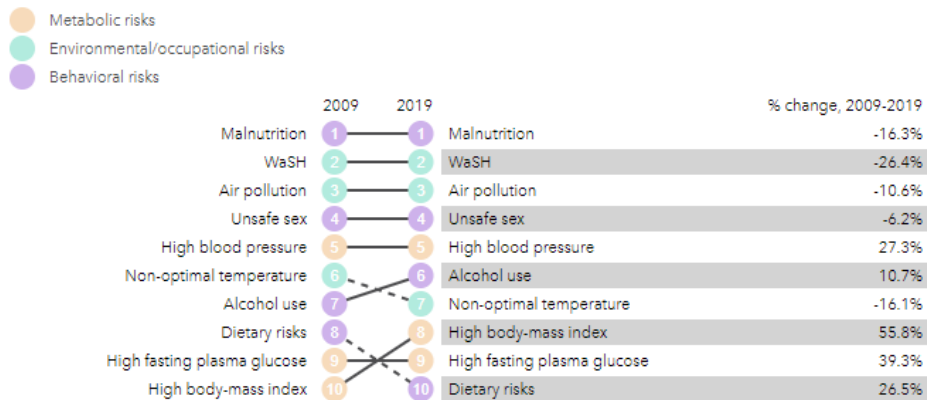 Metabolic risks
Environmental/occupational risks
Behavioral risks
2009 2019 % change, 2009-2019
Malnutrition 1 1 Malnutrition -16.3%
WaSH 2 2 WaSH -26.4%
Air pollution 3 3 Air pollution -10.6%
Unsafe sex 4 4 Unsafe sex -6.2%
High blood pressure 5 5 High blood pressure 27.3%
Non-optimal temperature 6 6 Alcohol use 10.7%
Alcohol use 7 7 Non-optimal temperature -16.1%
Dietary risks 8 8 High body-mass index 55.8%
High fasting plasma glucose 9 9 High fasting plasma glucose 39.3%
High body-mass index 10 10 Dietary risks 26.5%